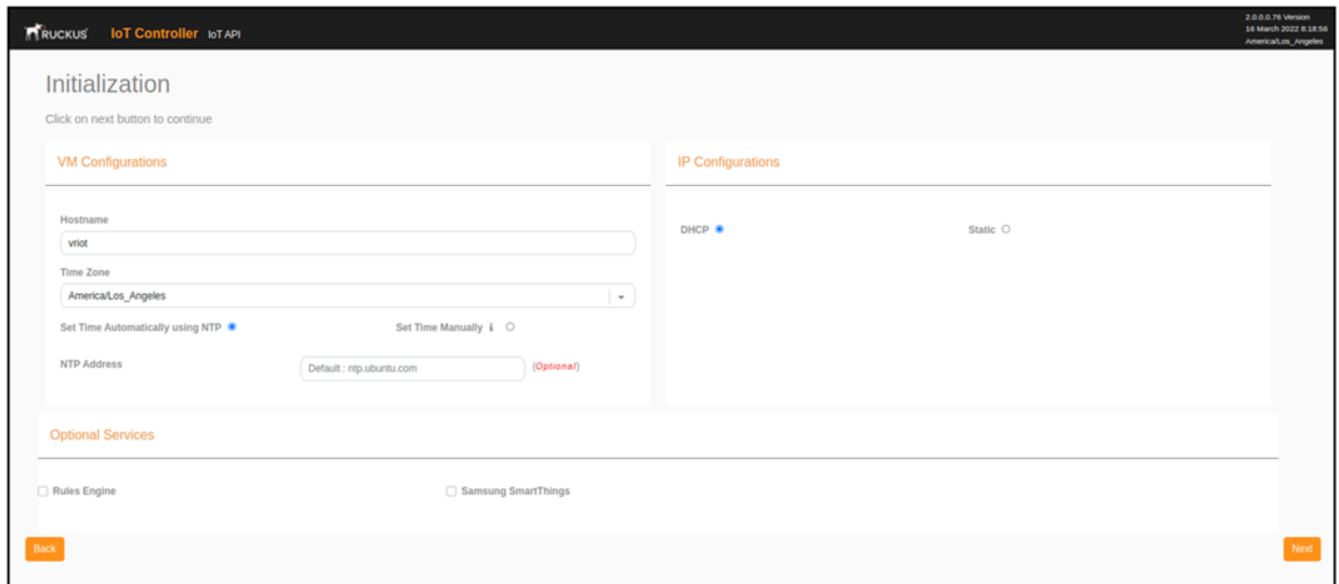 RUCKUS IoT Controller IoT API
2.0.0.0.76 Version
16 March 2022 8:18:56
America/Los_Angeles
Initialization
Click on next button to continue
VM Configurations
Hostname
vriot
Time Zone
America/Los_Angeles
Set Time Automatically using NTP Set Time Manually i
NTP Address Default : ntp.ubuntu.com (Optional)
IP Configurations
DHCP Static
Optional Services
Rules Engine Samsung SmartThings
Back Next